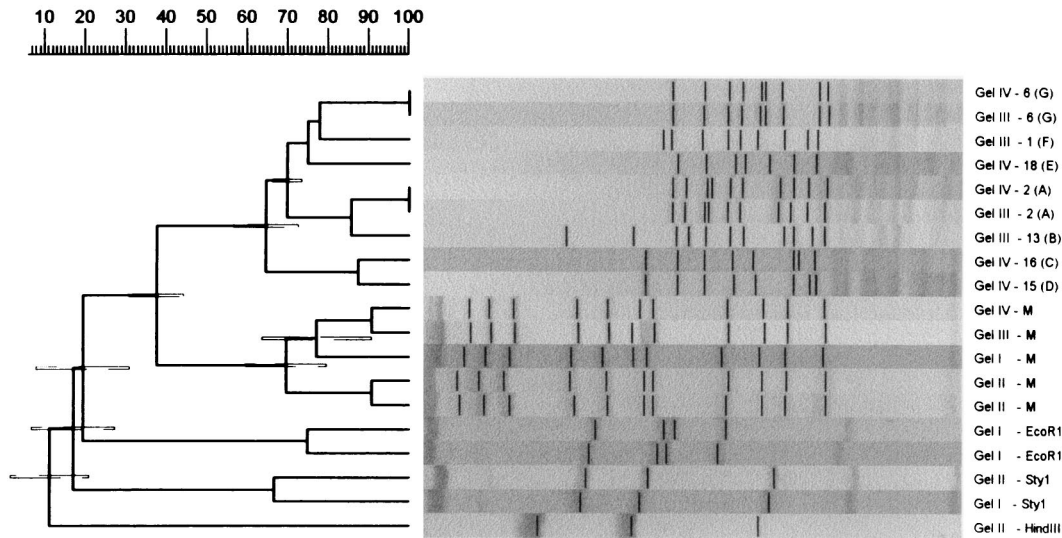 10 20 30 40 50 60 70 80 90 100
Gel IV - 6 (G)
Gel III - 6 (G)
Gel III - 1 (F)
Gel IV - 18 (E)
Gel IV - 2 (A)
Gel III - 2 (A)
Gel III - 13 (B)
Gel IV - 16 (C)
Gel IV - 15 (D)
Gel IV - M
Gel III - M
Gel I - M
Gel II - M
Gel II - M
Gel I - EcoR1
Gel I - EcoR1
Gel II - Sty1
Gel I - Sty1
Gel II - HindIII